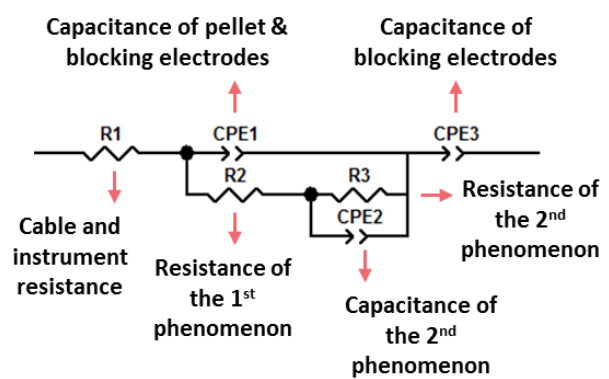 Capacitance of pellet &
blocking electrodes
Capacitance of
blocking electrodes
R1
CPE1
CPE3
R2
R3
CPE2
Cable and
instrument
resistance
Resistance of
the 1st
phenomenon
Capacitance of
the 2nd
phenomenon
Resistance of
the 2nd
phenomenon